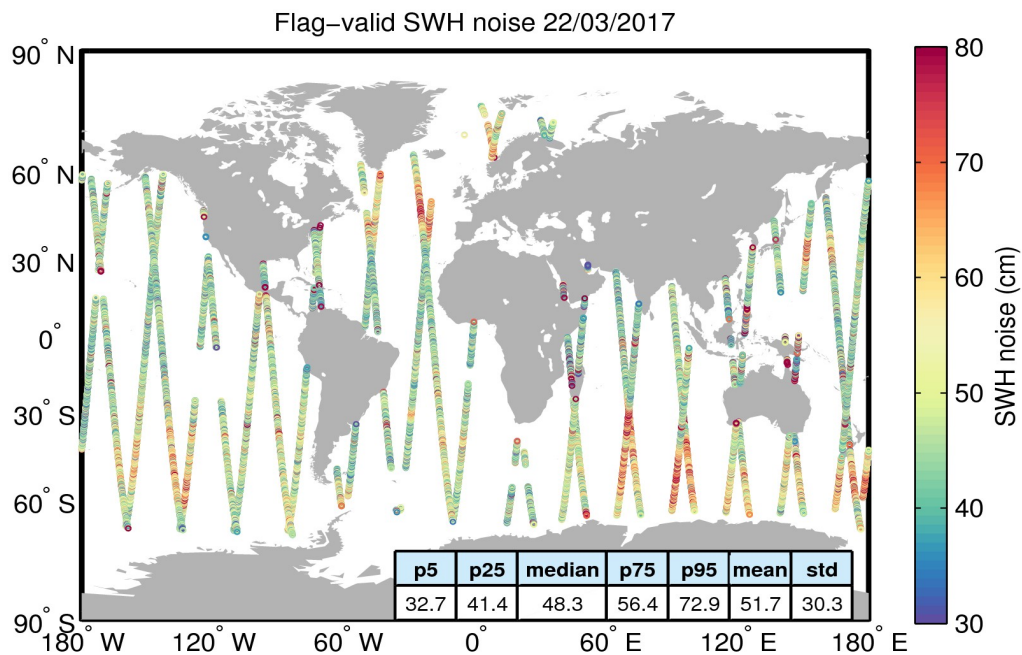 Flag−valid SWH noise 22/03/2017
90° N
60° N
30° N
0°
30° S
60° S
90° S
180° W
120° W
60° W
0°
60° E
120° E
180° E
80
70
60
50
40
30
SWH noise (cm)
p5 p25 median p75 p95 mean std
32.7 41.4 48.3 56.4 72.9 51.7 30.3